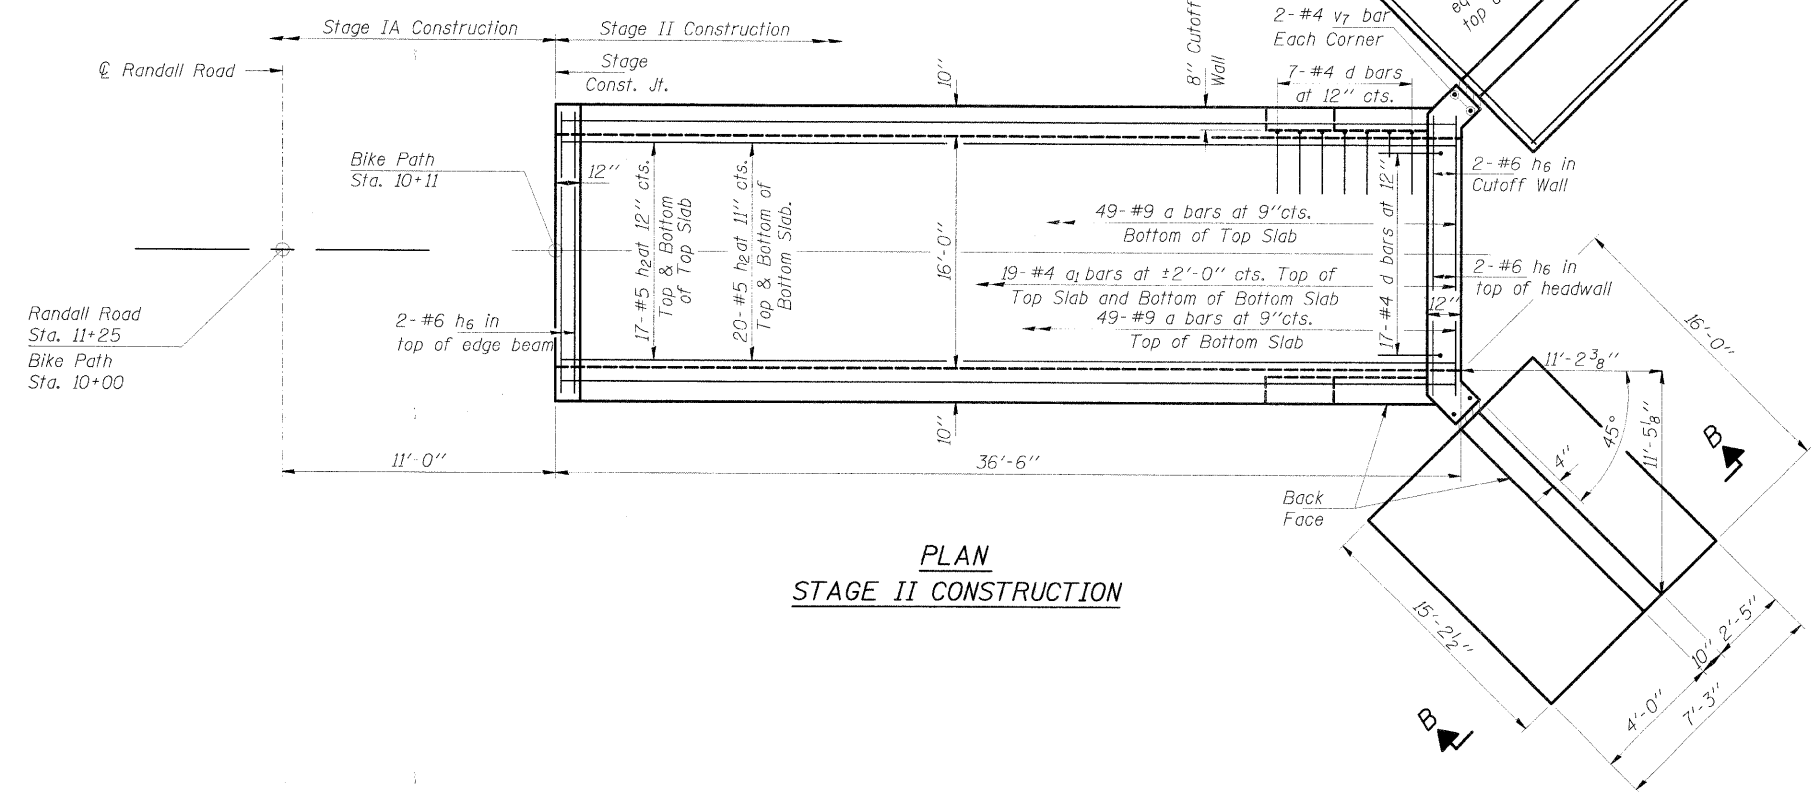 Stage IA Construction
Stage II Construction
℄ Randall Road
Stage
Const. Jt.
10"
8" Cutoff
Wall
2-#4 v7 bar
Each Corner
7-#4 d bars
at 12" cts.
top
Bike Path
Sta. 10+11
12"
17-#5 h2 at 12" cts.
Top & Bottom
of Top Slab
20-#5 h2 at 11" cts.
Top & Bottom of
Bottom Slab.
16'-0"
49-#9 a bars at 9"cts.
Bottom of Top Slab
19-#4 a1 bars at ±2'-0" cts. Top of
Top Slab and Bottom of Bottom Slab
49-#9 a bars at 9"cts.
Top of Bottom Slab
17-#4 d bars at 12"
2-#6 h6 in
Cutoff Wall
2-#6 h6 in
top of headwall
12"
Randall Road
Sta. 11+25
Bike Path
Sta. 10+00
2-#6 h6 in
top of edge beam
16'-0"
11'-2 3/8"
45°
11'-5 1/8"
4"
B
10"
11'-0"
36'-6"
Back
Face
PLAN
STAGE II CONSTRUCTION
15'-2 1/2"
2'-5"
10"
4'-0"
7'-3"
B